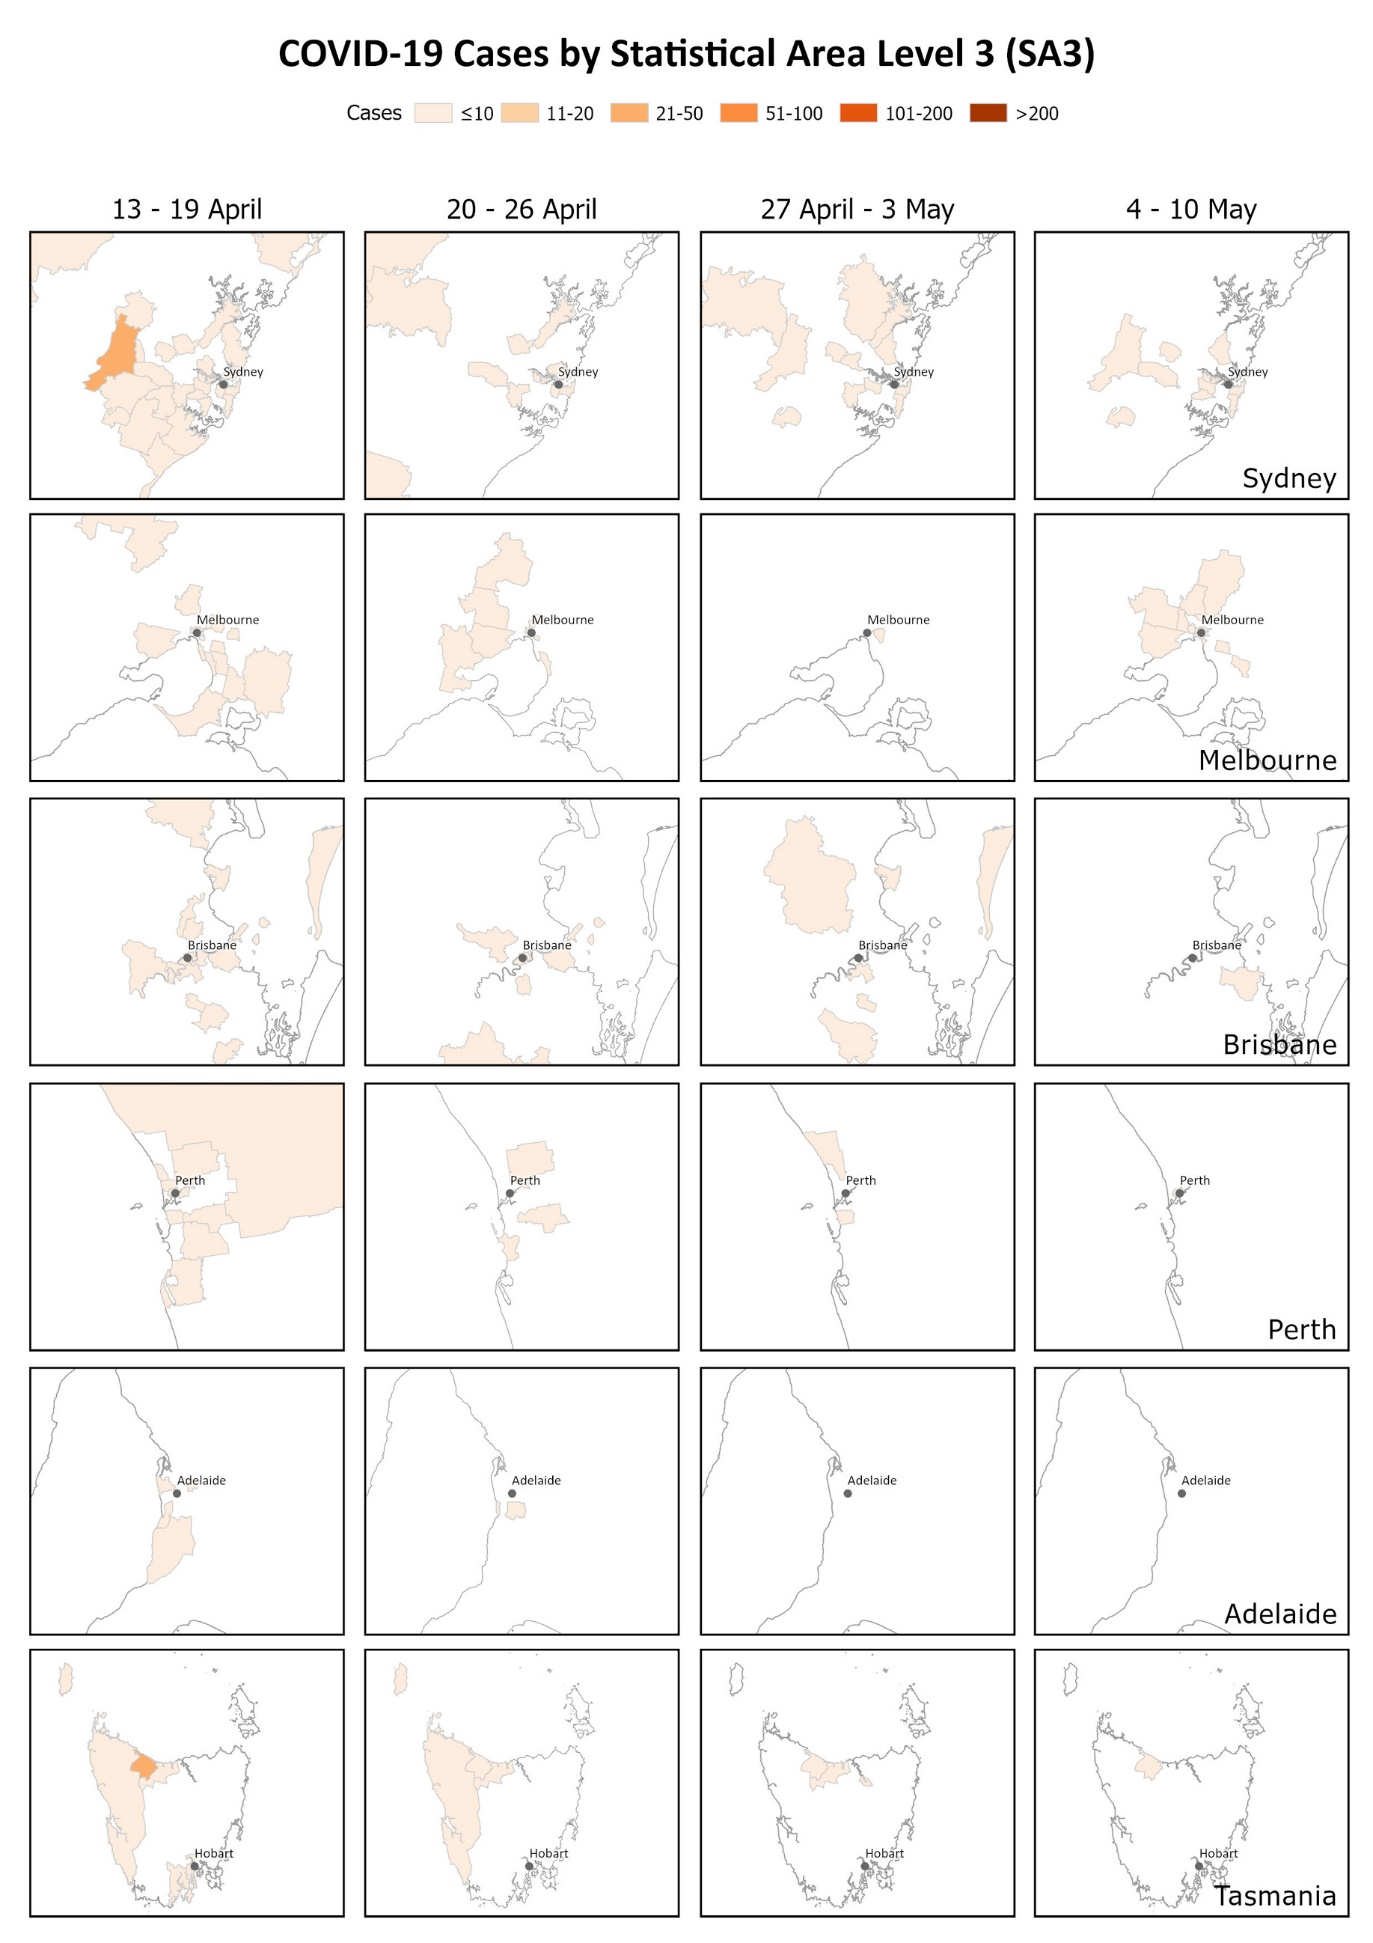 COVID-19 Cases by Statistical Area Level 3 (SA3)
Cases ≤10 11-20 21-50 51-100 101-200 >200
13 - 19 April 20 - 26 April 27 April - 3 May 4 - 10 May
Sydney Sydney Sydney Sydney
Sydney
Melbourne Melbourne Melbourne Melbourne
Melbourne
Brisbane Brisbane Brisbane Brisbane
Brisbane
Perth Perth Perth Perth
Perth
Adelaide Adelaide Adelaide Adelaide
Adelaide
Hobart Hobart Hobart Hobart
Tasmania